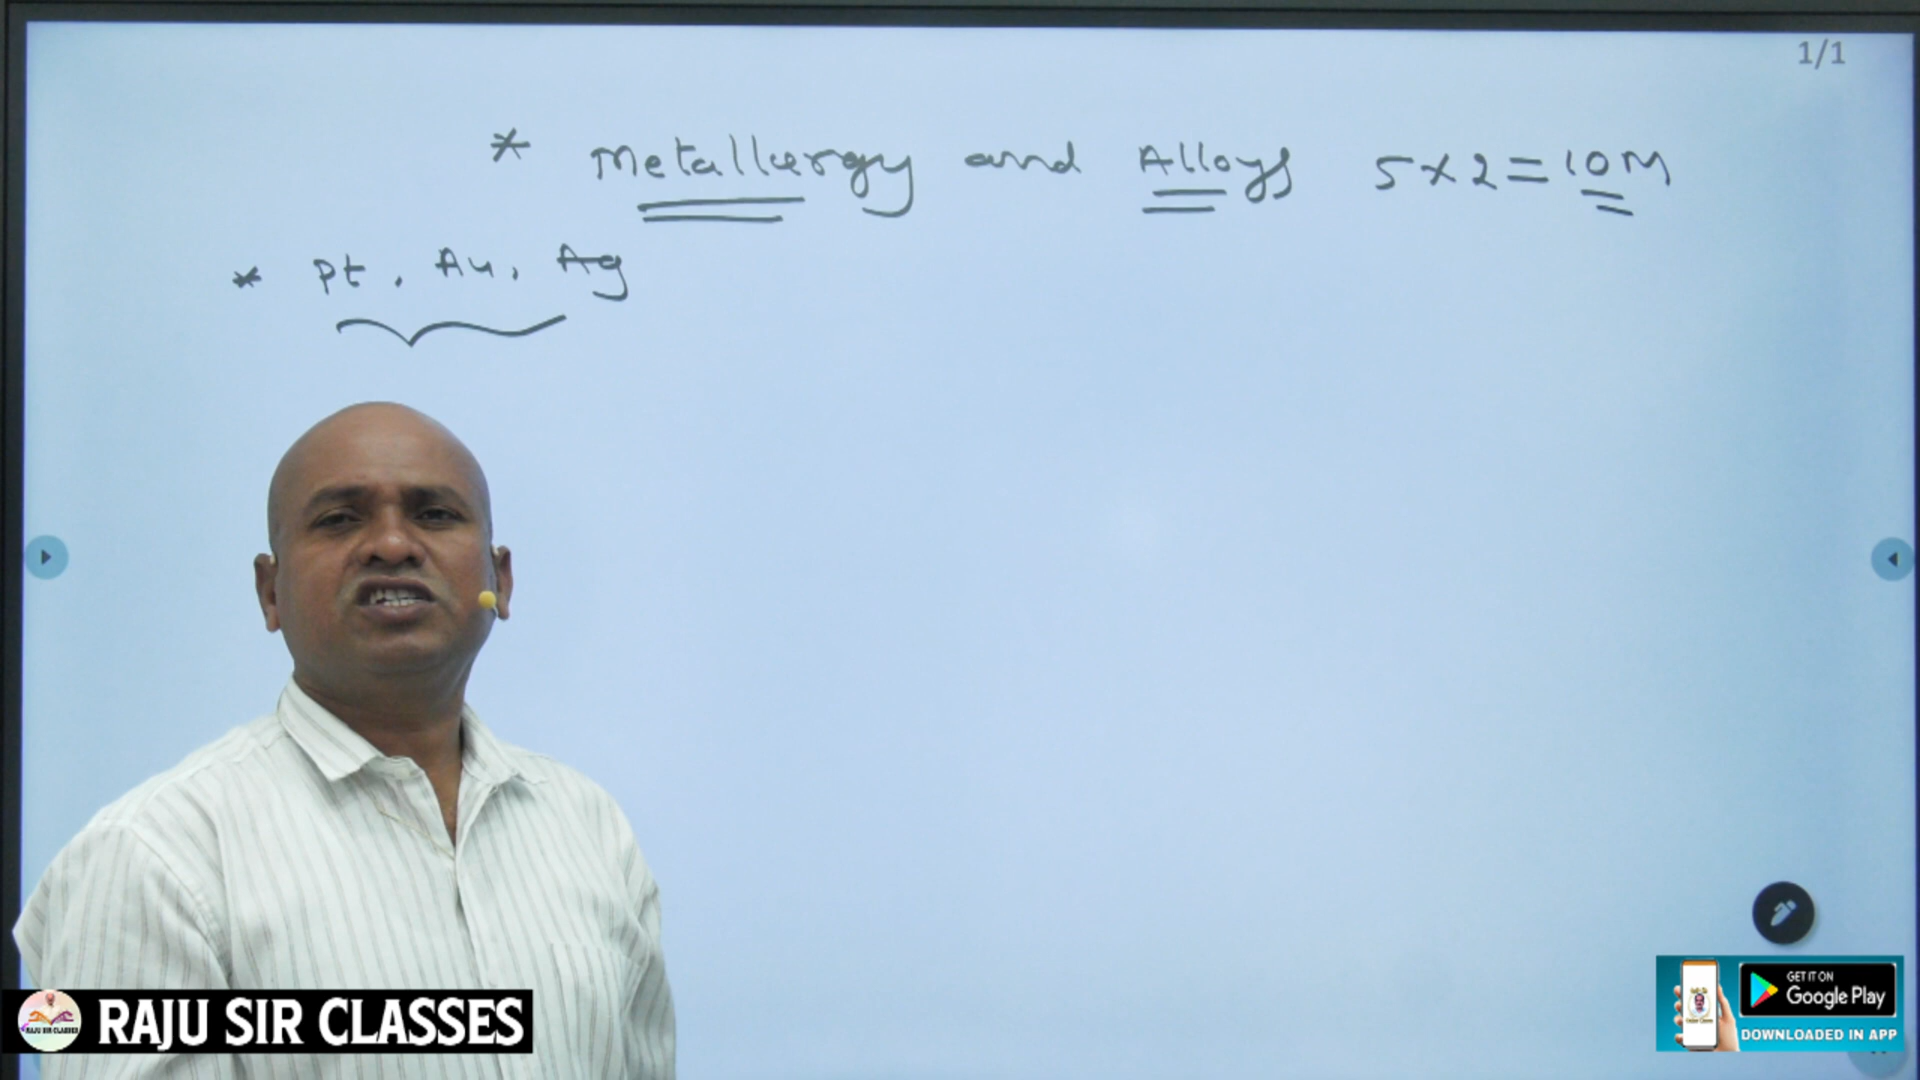 1/1
* Metallurgy and Alloys 5 x 2 = 10M
* Pt, Au, Ag
RAJU SIR CLASSES
GET IT ON
Google Play
DOWNLOADED IN APP